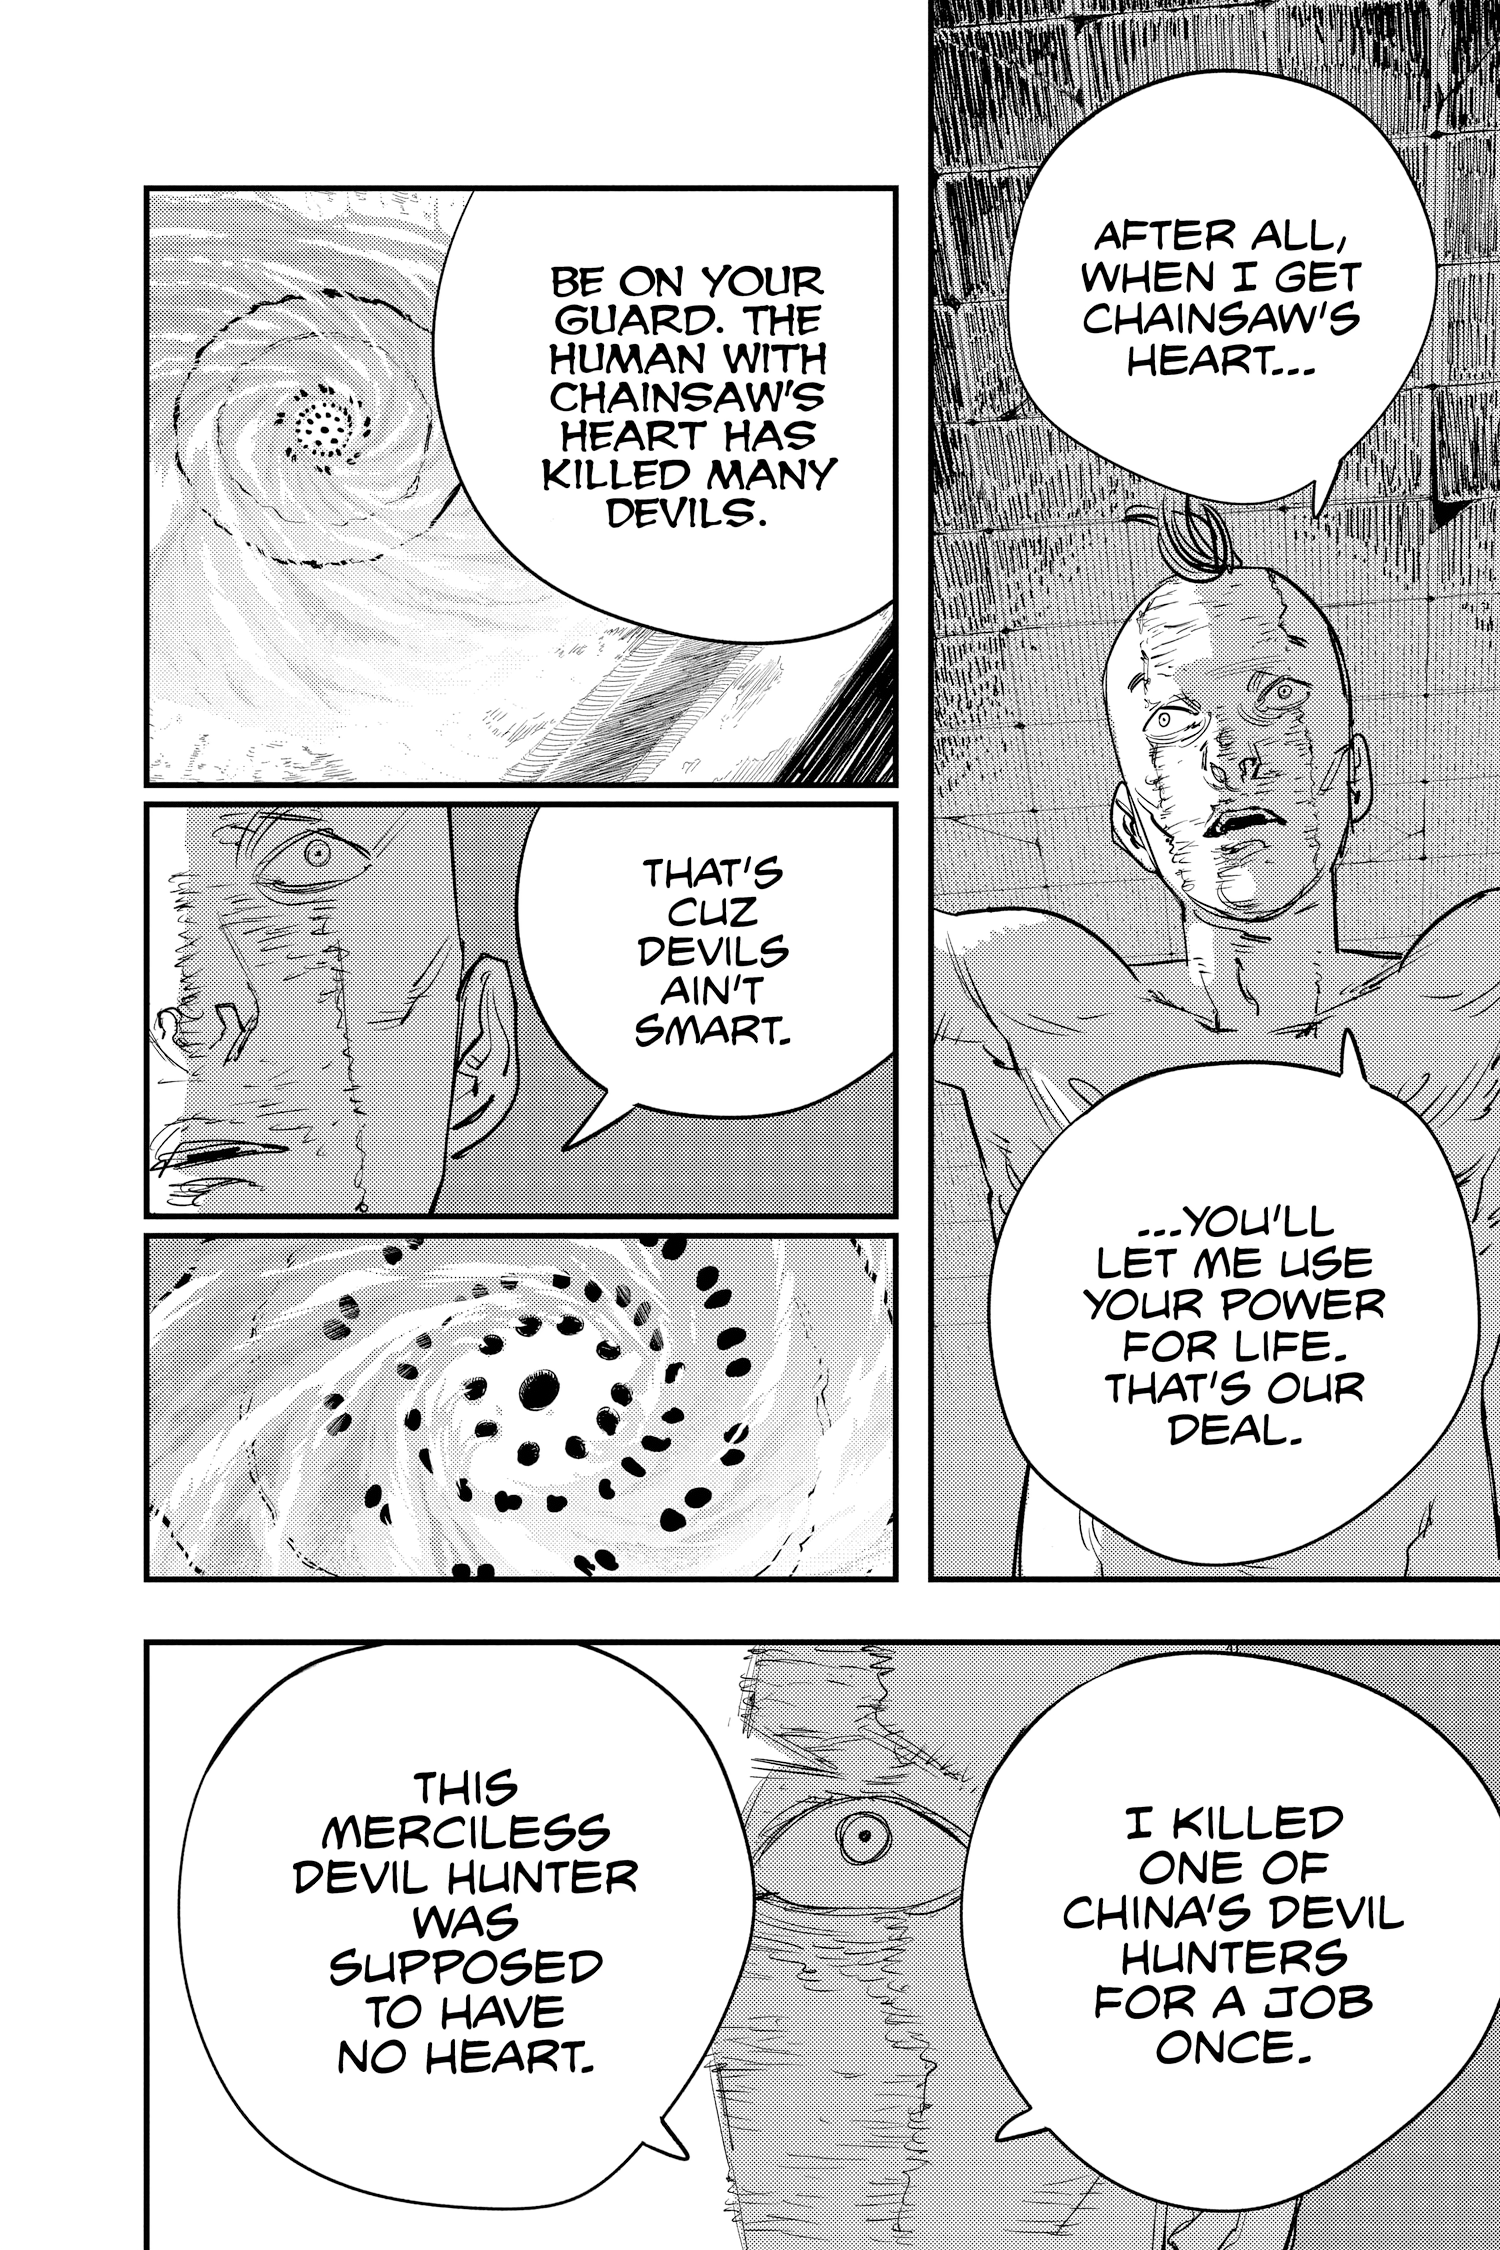 AFTER ALL,
WHEN I GET
CHAINSAW'S
HEART...
...YOU'LL
LET ME USE
YOUR POWER
FOR LIFE.
THAT'S OUR
DEAL.
BE ON YOUR
GUARD. THE
HUMAN WITH
CHAINSAW'S
HEART HAS
KILLED MANY
DEVILS.
THAT'S
CUZ
DEVILS
AIN'T
SMART.
I KILLED
ONE OF
CHINA'S DEVIL
HUNTERS
FOR A JOB
ONCE.
THIS
MERCILESS
DEVIL HUNTER
WAS
SUPPOSED
TO HAVE
NO HEART.